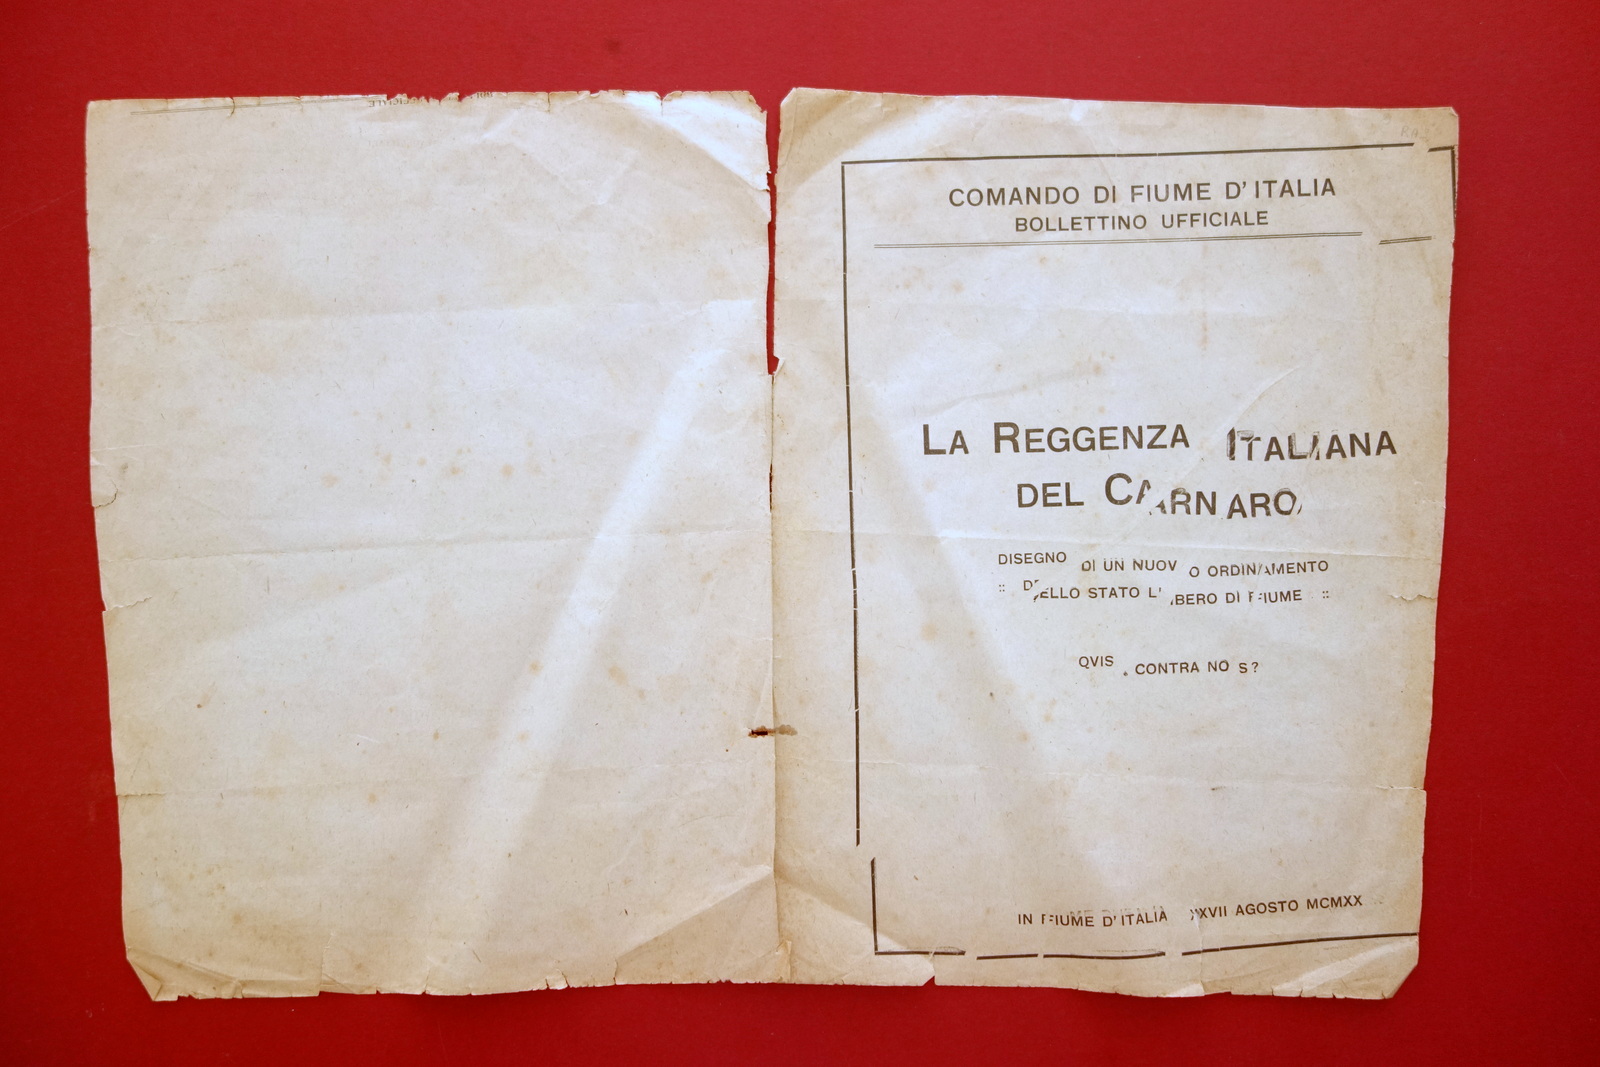 COMANDO DI FIUME D'ITALIA
BOLLETTINO UFFICIALE
LA REGGENZA ITALIANA
DEL CARNARO
DISEGNO DI UN NUOVO ORDINAMENTO
:: DELLO STATO LIBERO DI FIUME ::
QVIS CONTRA NOS?
IN FIUME D'ITALIA XXVII AGOSTO MCMXX